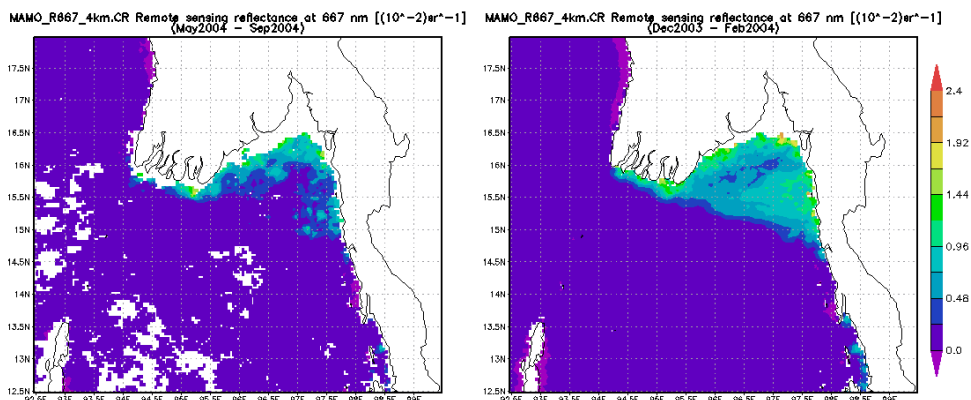 MAMO_R667_4km.CR Remote sensing reflectance at 667 nm [(10^-2)sr^-1]
(May2004 - Sep2004)
17.5N
17N
16.5N
16N
15.5N
15N
14.5N
14N
13.5N
13N
12.5N
MAMO_R667_4km.CR Remote sensing reflectance at 667 nm [(10^-2)sr^-1]
(Dec2003 - Feb2004)
17.5N
17N
16.5N
16N
15.5N
15N
14.5N
14N
13.5N
13N
12.5N
2.4
1.92
1.44
0.96
0.48
0.0